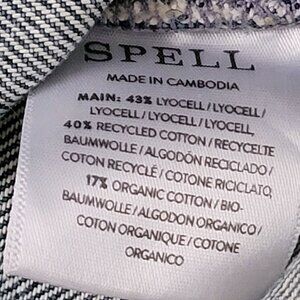 SPELL
MADE IN CAMBODIA
MAIN: 43% LYOCELL / LYOCELL /
LYOCELL / LYOCELL / LYOCELL,
40% RECYCLED COTTON / RECYCELTE
BAUMWOLLE / ALGODÓN RECICLADO /
COTON RECYCLÉ / COTONE RICICLATO,
17% ORGANIC COTTON / BIO-
BAUMWOLLE / ALGODON ORGANICO /
COTON ORGANIQUE / COTONE
ORGANICO